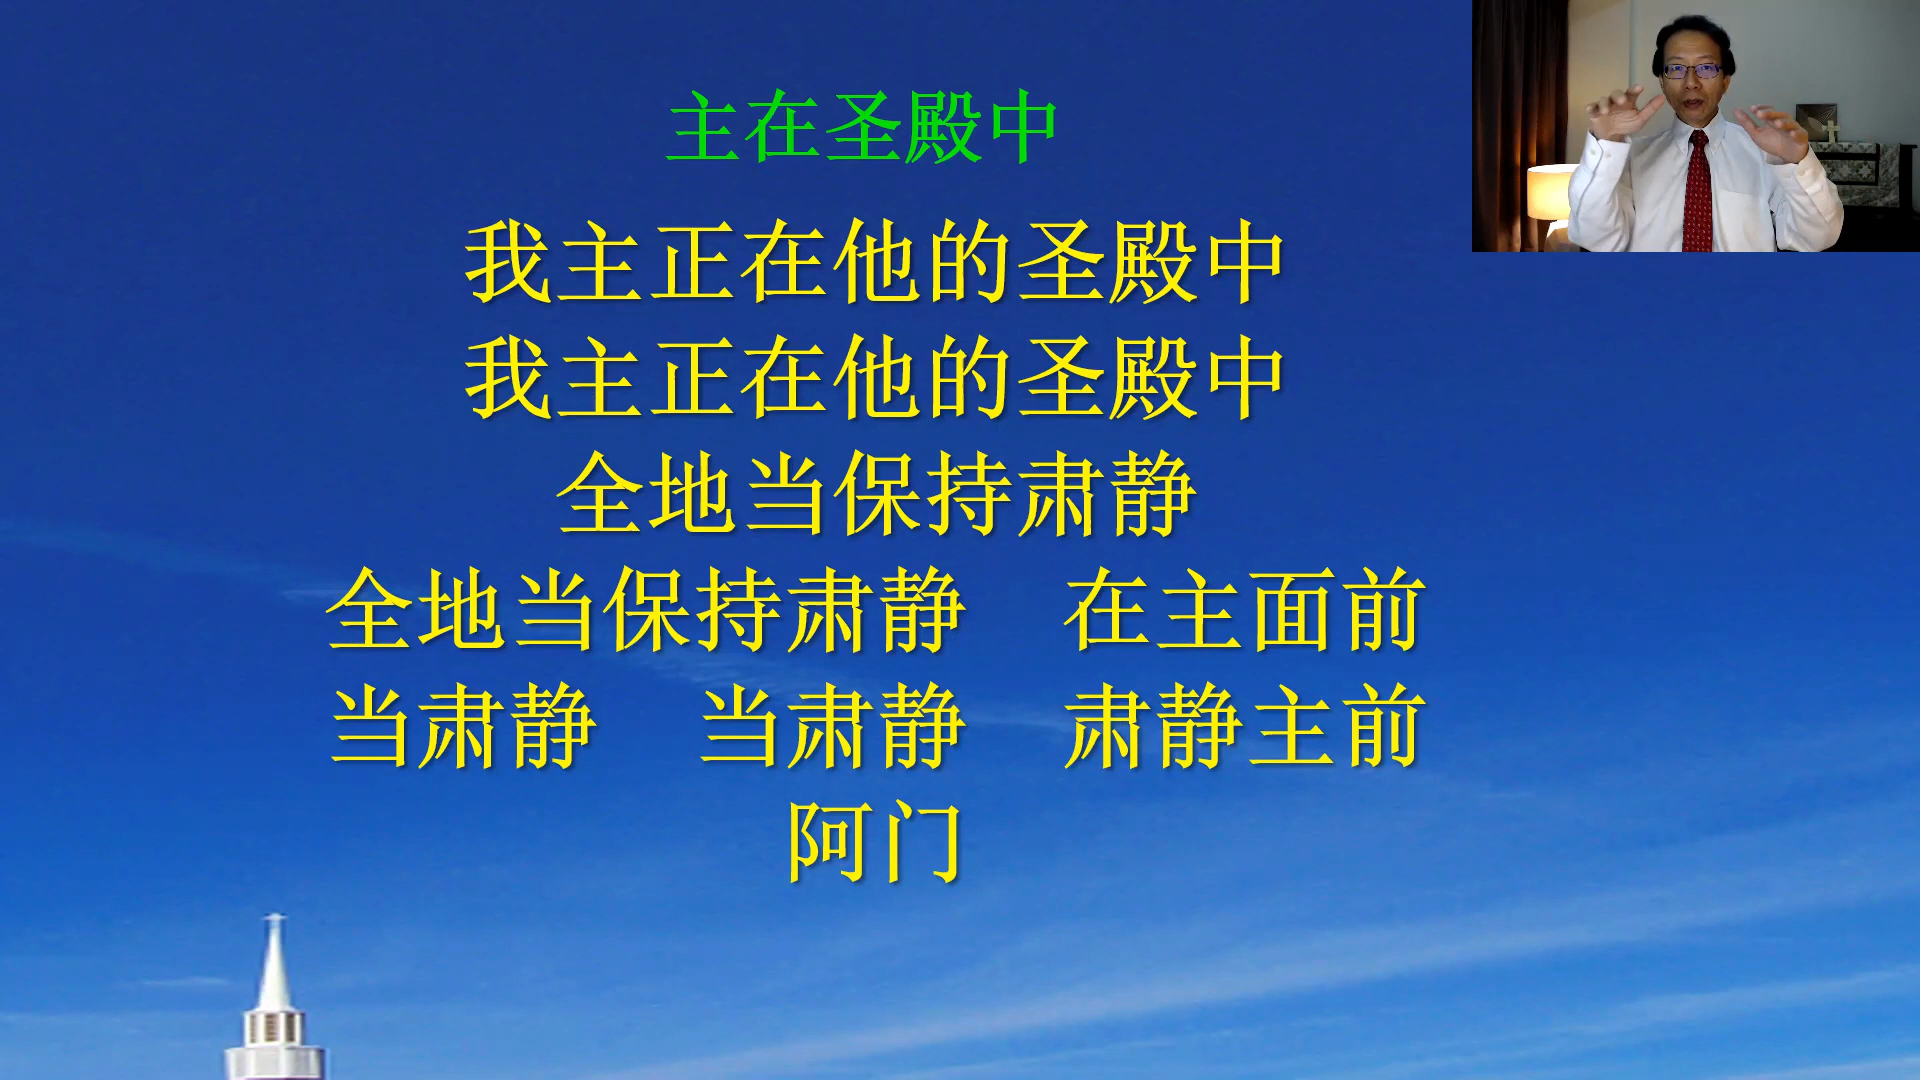 主在圣殿中
我主正在他的圣殿中
我主正在他的圣殿中
全地当保持肃静
全地当保持肃静　在主面前
当肃静　当肃静　肃静主前
阿门